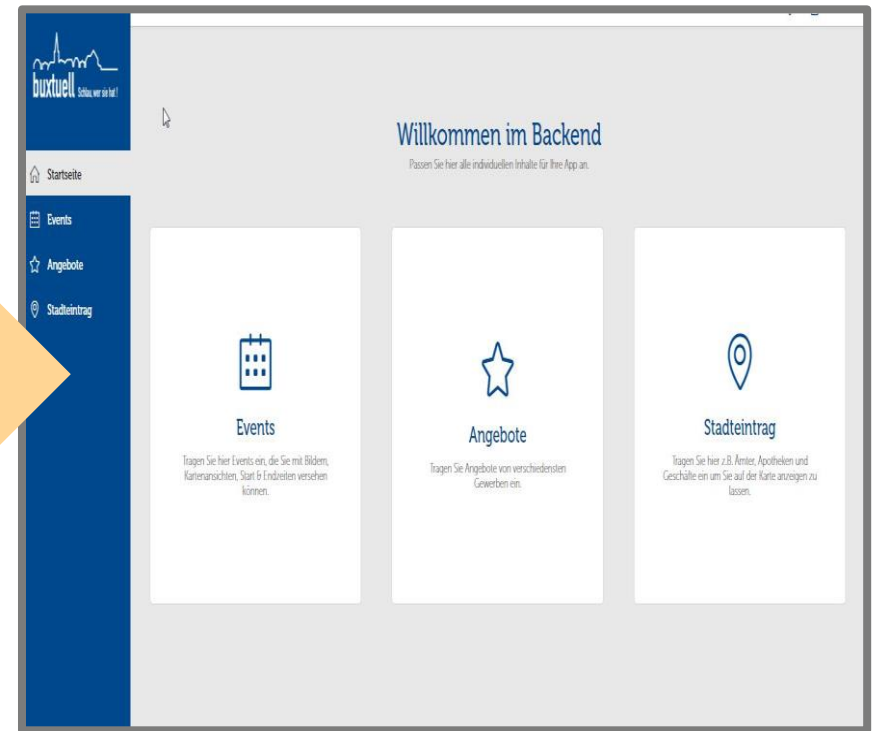 buxtuell Schlau, wer sie hat!
Startseite
Events
Angebote
Stadteintrag
Willkommen im Backend
Passen Sie hier alle individuellen Inhalte für Ihre App an.
Events
Tragen Sie hier Events ein, die Sie mit Bildern,
Kartenansichten, Start & Endzeiten versehen
können.
Angebote
Tragen Sie Angebote von verschiedensten
Gewerben ein.
Stadteintrag
Tragen Sie hier z.B. Ämter, Apotheken und
Geschäfte ein um Sie auf der Karte anzeigen zu
lassen.